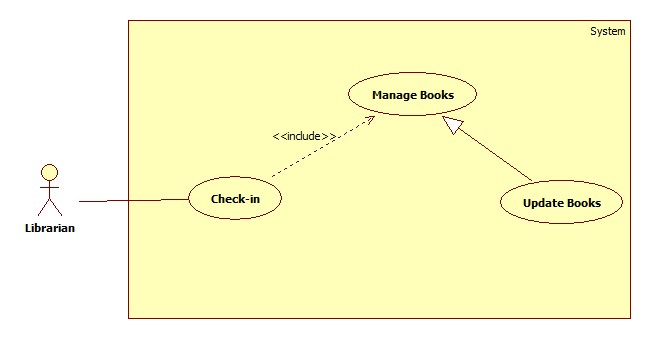 System
Manage Books
<<include>>
Check-in
Update Books
Librarian